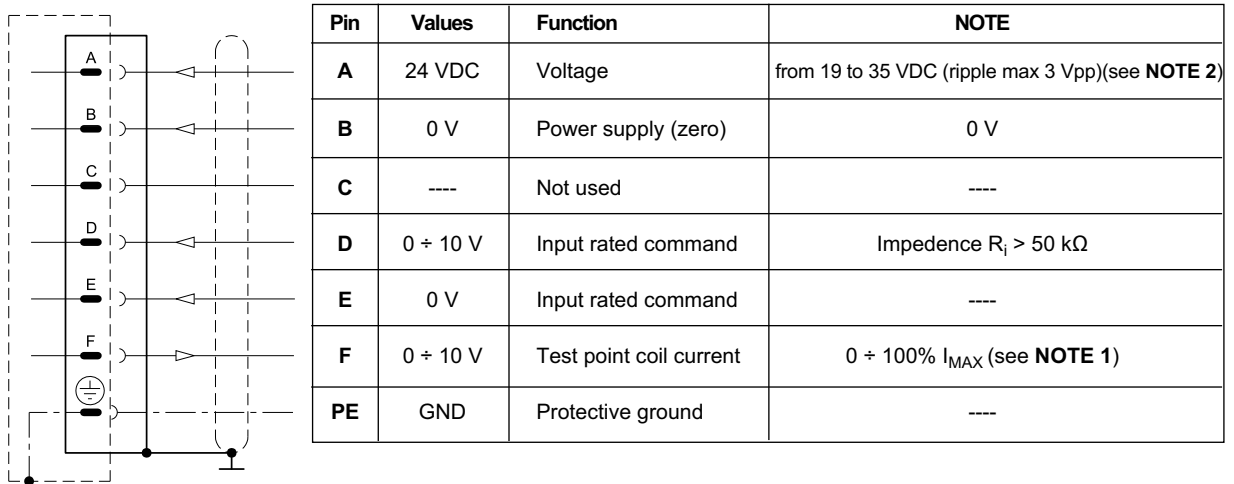 A
B
C
D
E
F
Pin Values Function NOTE
A 24 VDC Voltage from 19 to 35 VDC (ripple max 3 Vpp)(see NOTE 2)
B 0 V Power supply (zero) 0 V
C ---- Not used ----
D 0 ÷ 10 V Input rated command Impedence Ri > 50 kΩ
E 0 V Input rated command ----
F 0 ÷ 10 V Test point coil current 0 ÷ 100% IMAX (see NOTE 1)
PE GND Protective ground ----